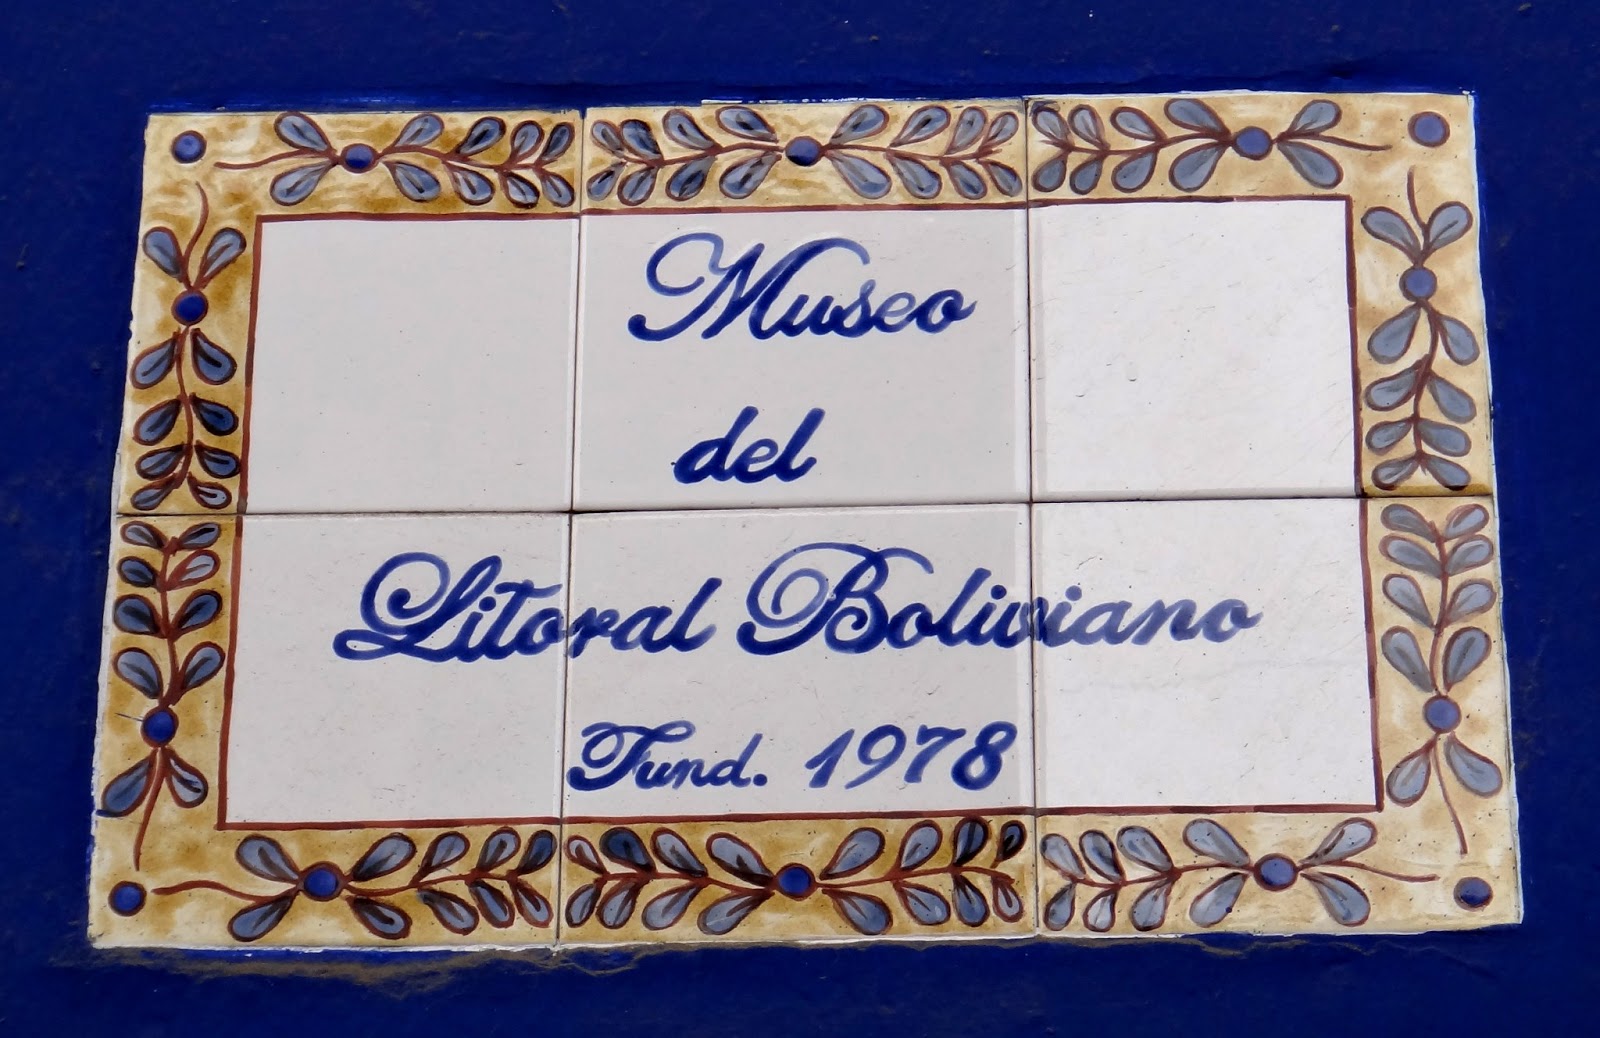 Museo
del
Litoral Boliviano
Fund. 1978